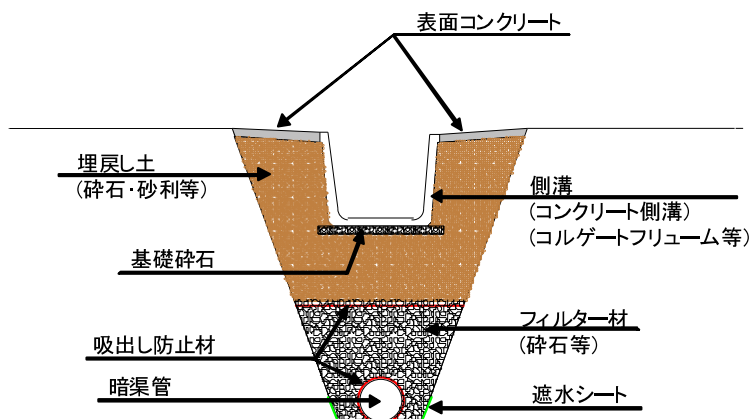 表面コンクリート
埋戻し土
(砕石・砂利等)
側溝
(コンクリート側溝)
(コルゲートフリューム等)
基礎砕石
フィルター材
(砕石等)
吸出し防止材
暗渠管
遮水シート